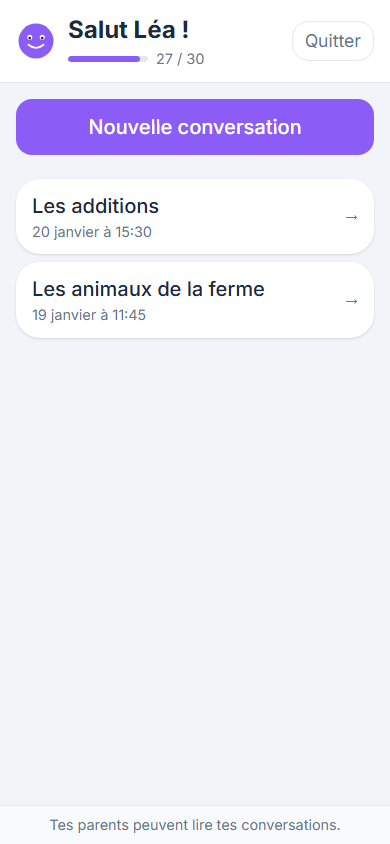 Salut Léa !
27 / 30
Quitter
Nouvelle conversation
Les additions
20 janvier à 15:30
→
Les animaux de la ferme
19 janvier à 11:45
→
Tes parents peuvent lire tes conversations.